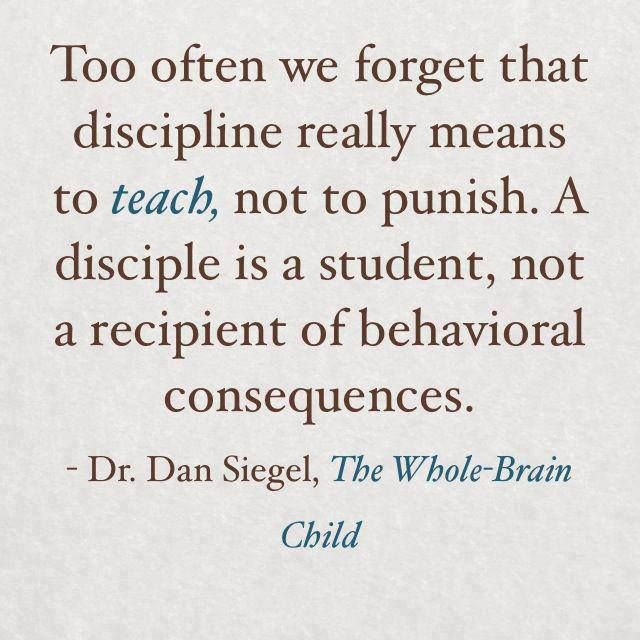 Too often we forget that
discipline really means
to teach, not to punish. A
disciple is a student, not
a recipient of behavioral
consequences.
- Dr. Dan Siegel, The Whole-Brain
Child